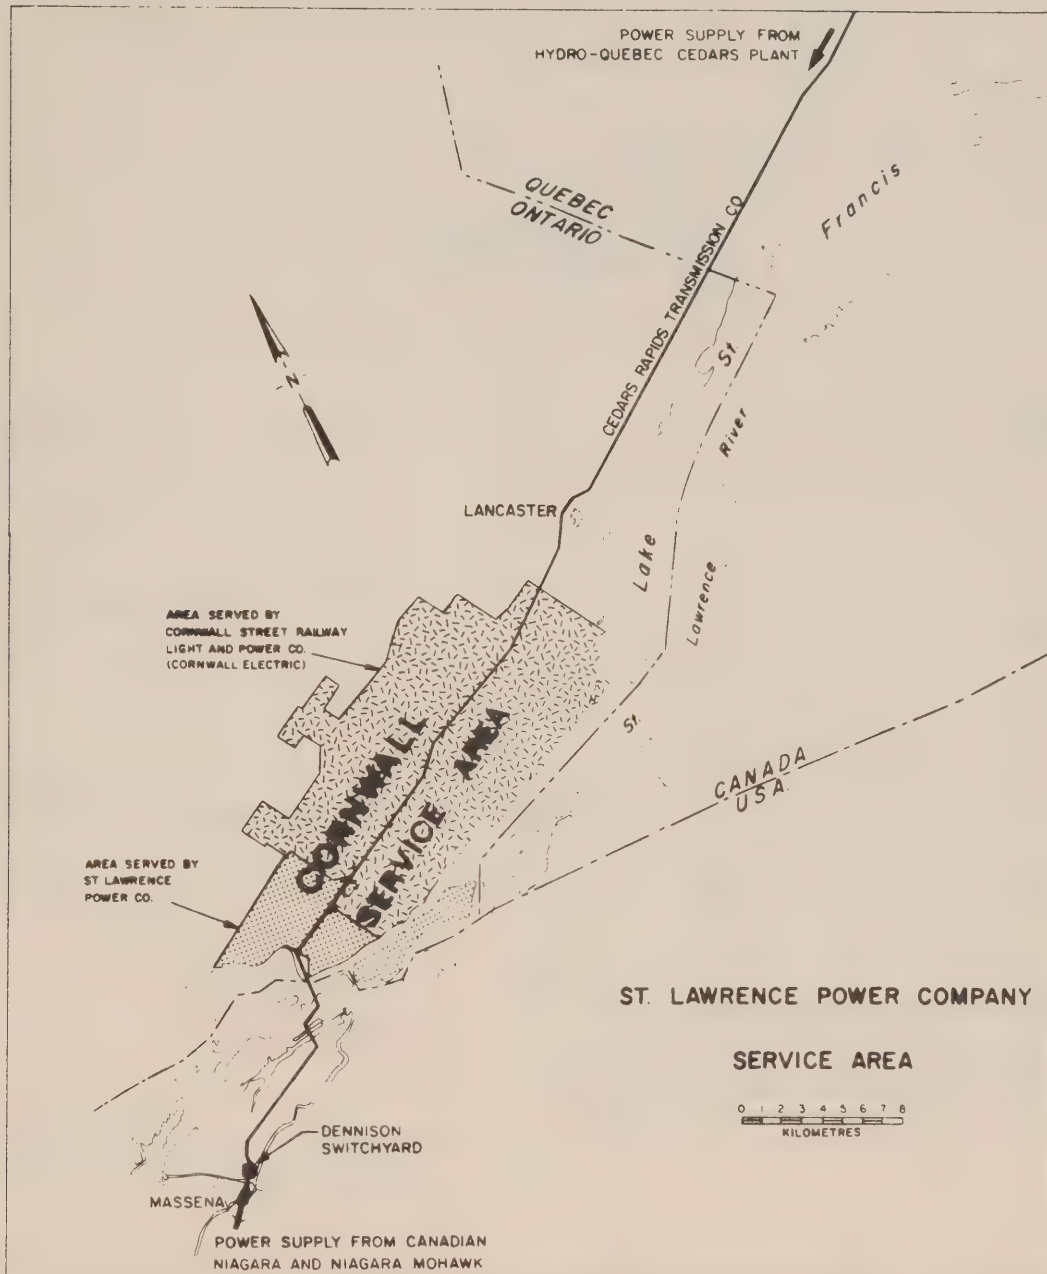 POWER SUPPLY FROM
HYDRO-QUEBEC CEDARS PLANT
QUEBEC
ONTARIO
Francis
CEDARS RAPIDS TRANSMISSION CO
St.
River
N
LANCASTER
Lake
Lawrence
AREA SERVED BY
CORNWALL STREET RAILWAY
LIGHT AND POWER CO.
(CORNWALL ELECTRIC)
St.
CORNWALL
SERVICE AREA
CANADA
U.S.A.
AREA SERVED BY
ST LAWRENCE
POWER CO.
ST. LAWRENCE POWER COMPANY
SERVICE AREA
0 1 2 3 4 5 6 7 8
KILOMETRES
DENNISON
SWITCHYARD
MASSENA
POWER SUPPLY FROM CANADIAN
NIAGARA AND NIAGARA MOHAWK